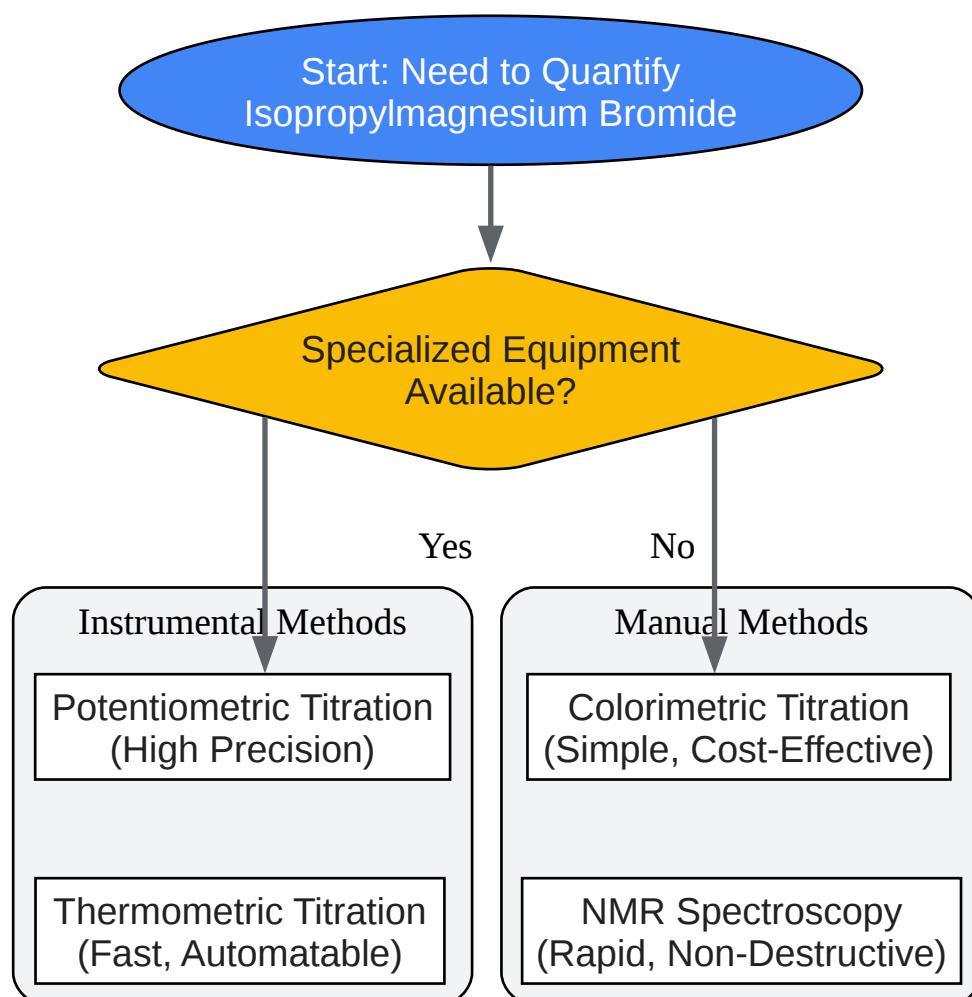 Start: Need to Quantify
Isopropylmagnesium Bromide
Specialized Equipment
Available?
Yes
No
Instrumental Methods
Potentiometric Titration
(High Precision)
Thermometric Titration
(Fast, Automatable)
Manual Methods
Colorimetric Titration
(Simple, Cost-Effective)
NMR Spectroscopy
(Rapid, Non-Destructive)